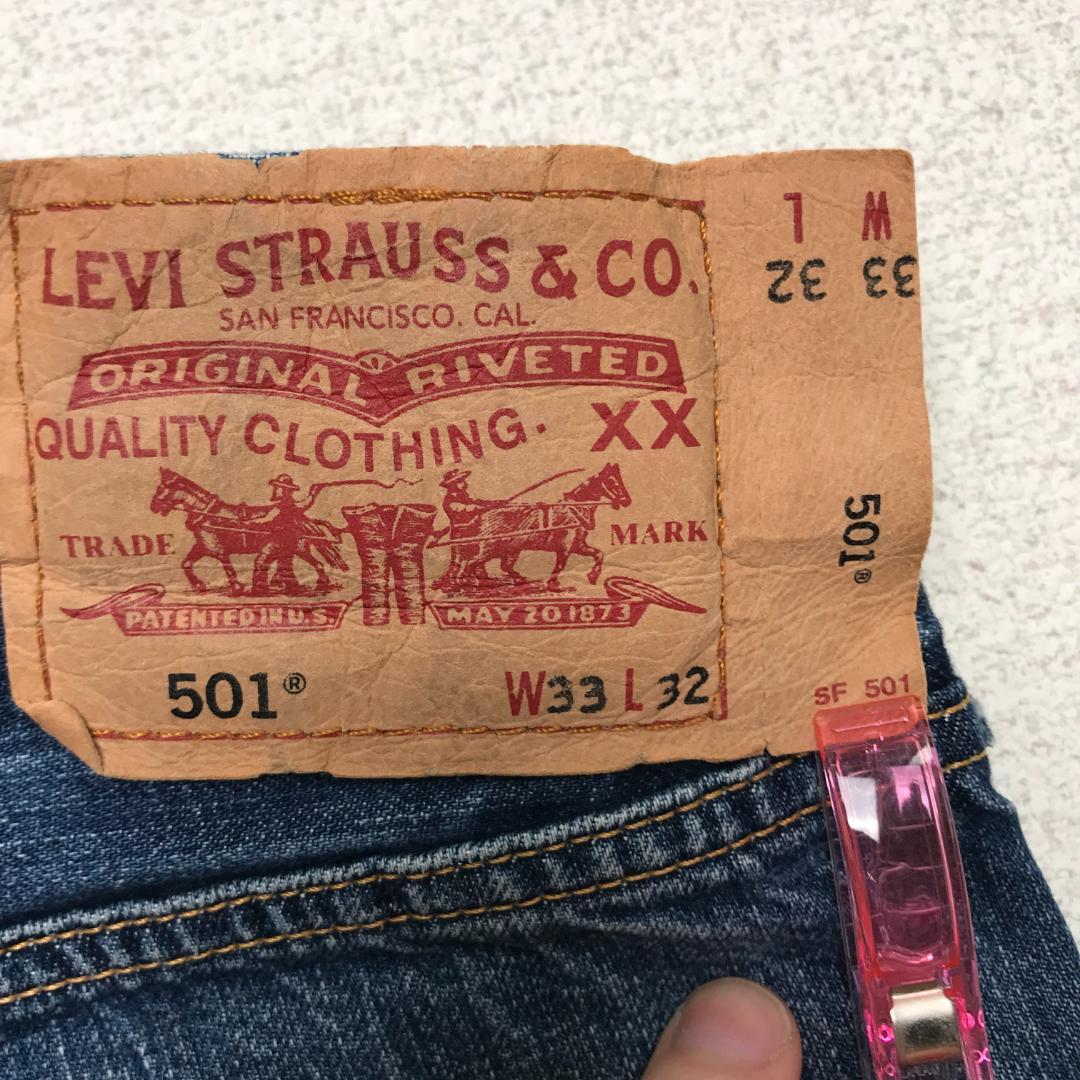 LEVI STRAUSS & CO.
SAN FRANCISCO. CAL.
ORIGINAL RIVETED
QUALITY CLOTHING. XX
TRADE MARK
PATENTED IN U.S. MAY 20 1873
501® W33 L32
W L
33 32
501®
SF 501